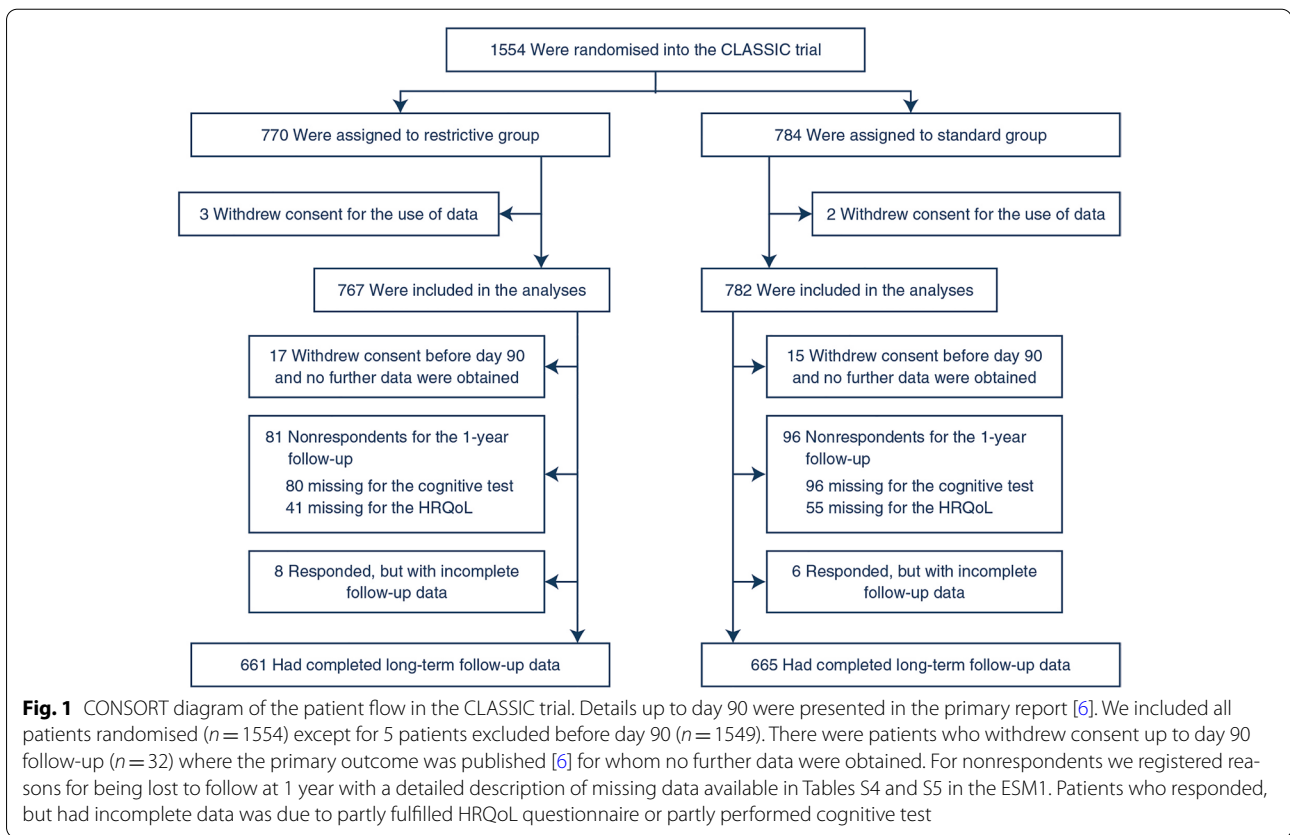 1554 Were randomised into the CLASSIC trial
770 Were assigned to restrictive group
784 Were assigned to standard group
3 Withdrew consent for the use of data
2 Withdrew consent for the use of data
767 Were included in the analyses
782 Were included in the analyses
17 Withdrew consent before day 90
and no further data were obtained
15 Withdrew consent before day 90
and no further data were obtained
81 Nonrespondents for the 1-year
follow-up
80 missing for the cognitive test
41 missing for the HRQoL
96 Nonrespondents for the 1-year
follow-up
96 missing for the cognitive test
55 missing for the HRQoL
8 Responded, but with incomplete
follow-up data
6 Responded, but with incomplete
follow-up data
661 Had completed long-term follow-up data
665 Had completed long-term follow-up data
Fig. 1 CONSORT diagram of the patient flow in the CLASSIC trial. Details up to day 90 were presented in the primary report [6]. We included all
patients randomised (n = 1554) except for 5 patients excluded before day 90 (n = 1549). There were patients who withdrew consent up to day 90
follow-up (n = 32) where the primary outcome was published [6] for whom no further data were obtained. For nonrespondents we registered rea-
sons for being lost to follow at 1 year with a detailed description of missing data available in Tables S4 and S5 in the ESM1. Patients who responded,
but had incomplete data was due to partly fulfilled HRQoL questionnaire or partly performed cognitive test